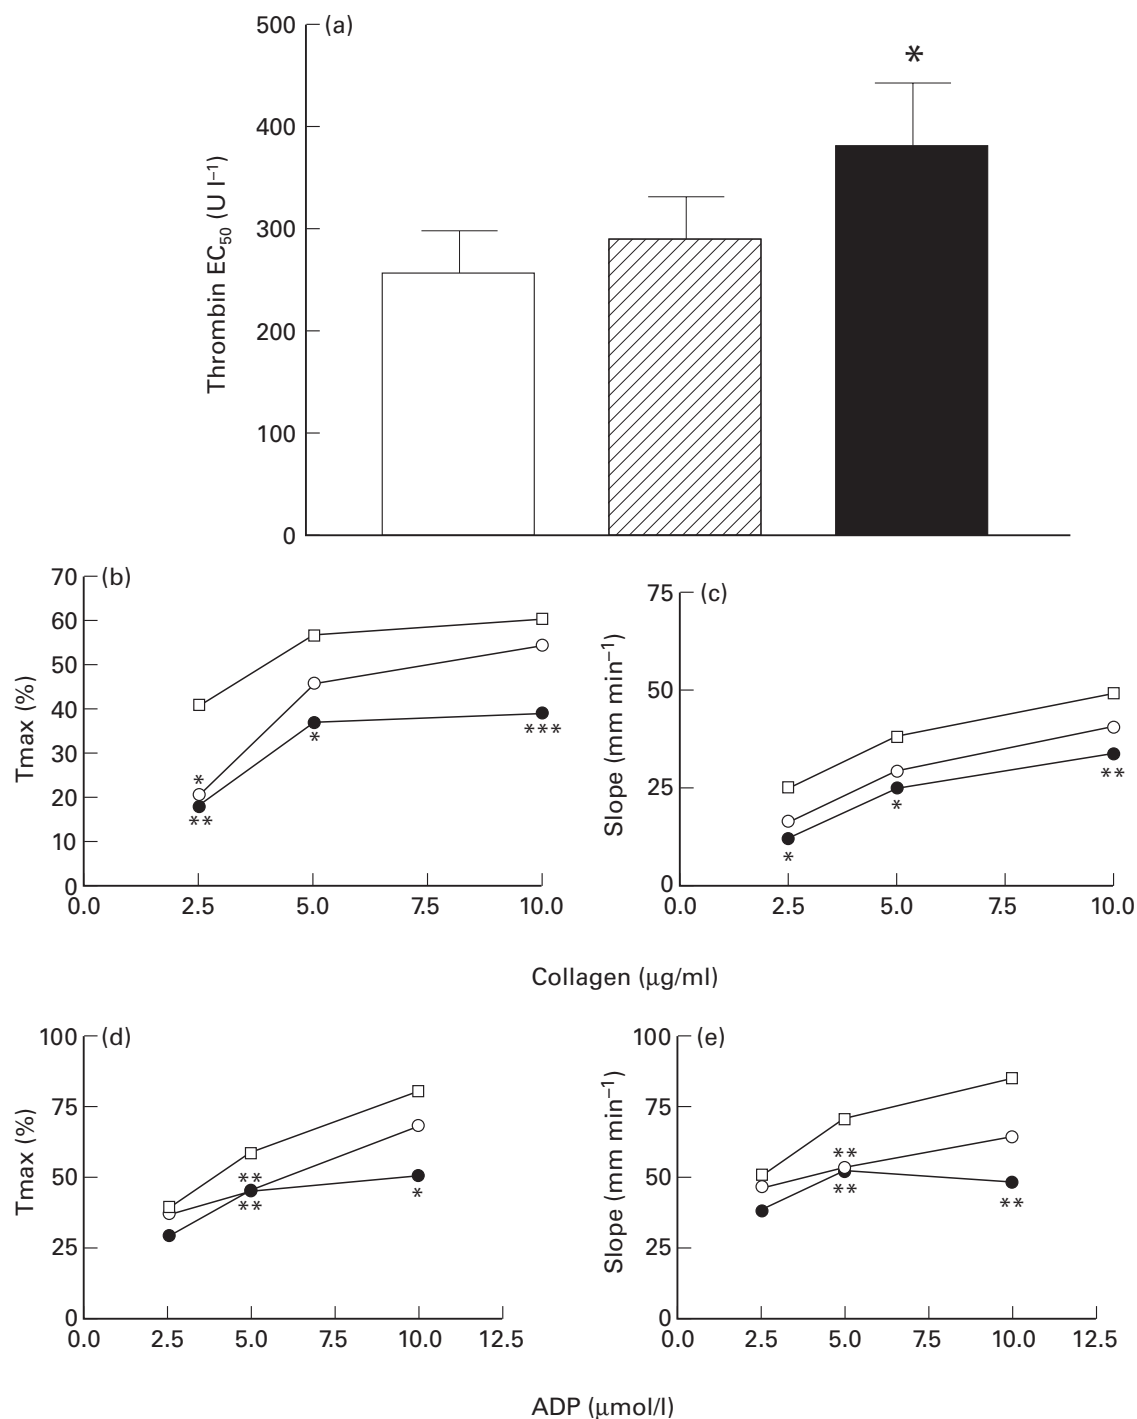 (a)
500
400
300
200
100
0
Thrombin EC50 (U l–1)
*
(b)
70
60
50
40
30
20
10
0
Tmax (%)
*
**
*
***
0.0 2.5 5.0 7.5 10.0
(c)
75
50
25
0
Slope (mm min–1)
*
*
**
0.0 2.5 5.0 7.5 10.0
Collagen (μg/ml)
(d)
100
75
50
25
0
Tmax (%)
**
**
*
0.0 2.5 5.0 10.0 12.5
(e)
100
75
50
25
0
Slope (mm min–1)
**
**
**
0.0 2.5 5.0 7.5 10.0 12.5
ADP (μmol/l)